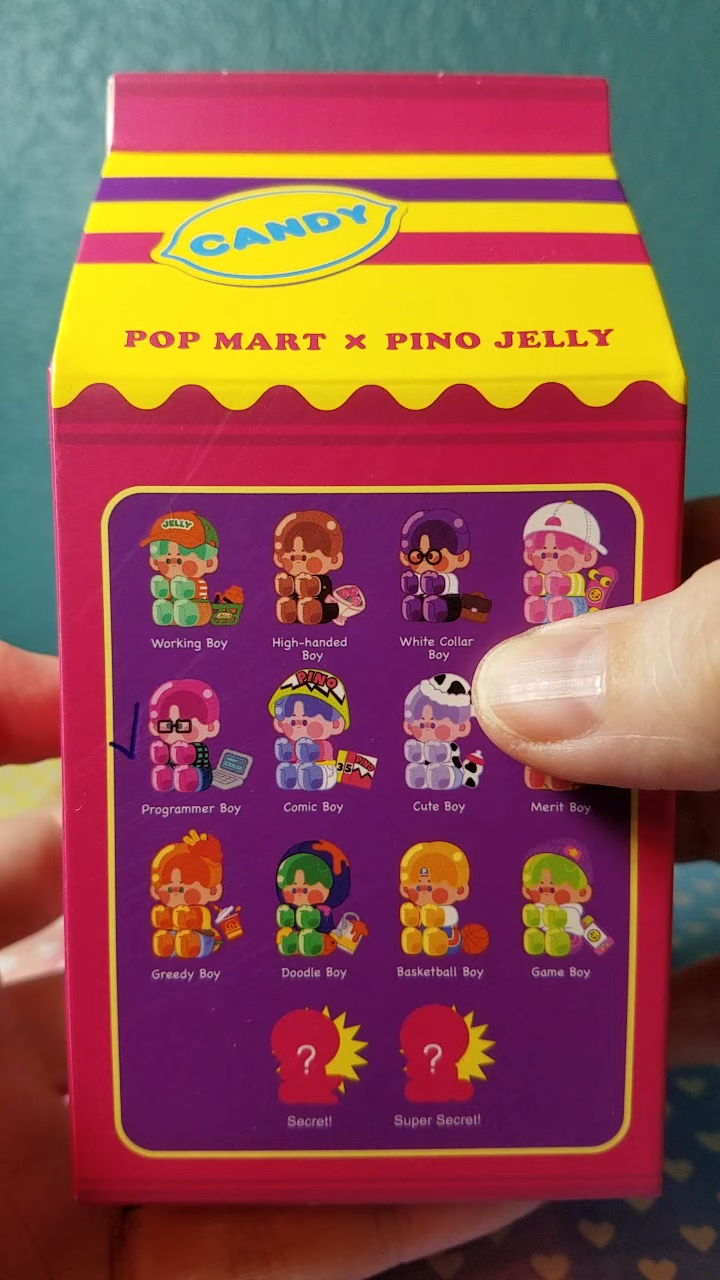 CANDY
POP MART × PINO JELLY
JELLY
Working Boy
High-handed
Boy
White Collar
Boy
PINO
Programmer Boy
Comic Boy
Cute Boy
Merit Boy
Greedy Boy
Doodle Boy
Basketball Boy
Game Boy
?
?
Secret!
Super Secret!